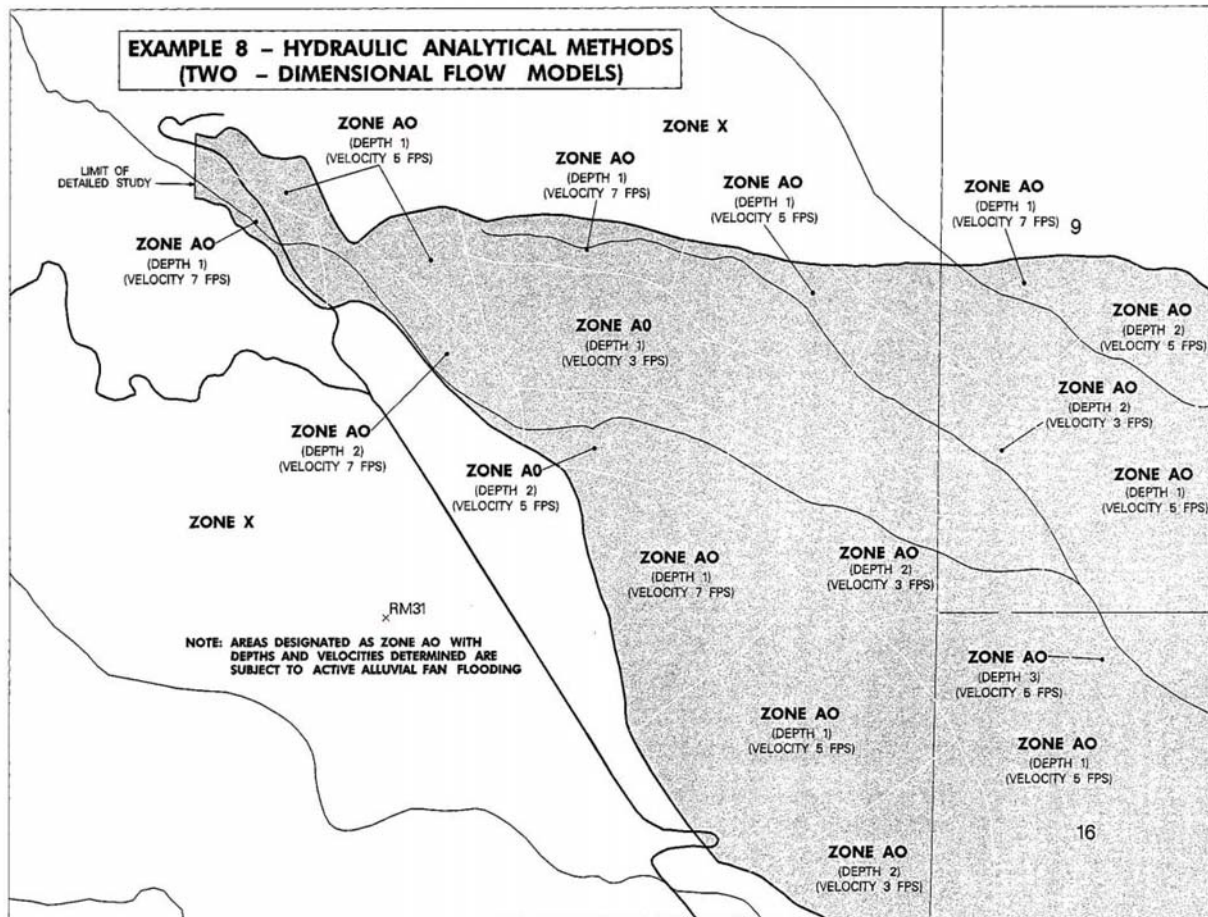 EXAMPLE 8 – HYDRAULIC ANALYTICAL METHODS
(TWO – DIMENSIONAL FLOW MODELS)
ZONE AO
(DEPTH 1)
(VELOCITY 5 FPS)
ZONE X
LIMIT OF
DETAILED STUDY
ZONE AO
(DEPTH 1)
(VELOCITY 7 FPS)
ZONE AO
(DEPTH 1)
(VELOCITY 5 FPS)
ZONE AO
(DEPTH 1)
(VELOCITY 7 FPS)
9
ZONE AO
(DEPTH 1)
(VELOCITY 7 FPS)
ZONE A0
(DEPTH 1)
(VELOCITY 3 FPS)
ZONE AO
(DEPTH 2)
(VELOCITY 5 FPS)
ZONE AO
(DEPTH 2)
(VELOCITY 3 FPS)
ZONE AO
(DEPTH 2)
(VELOCITY 7 FPS)
ZONE A0
(DEPTH 2)
(VELOCITY 5 FPS)
ZONE AO
(DEPTH 1)
(VELOCITY 5 FPS)
ZONE X
ZONE AO
(DEPTH 1)
(VELOCITY 7 FPS)
ZONE AO
(DEPTH 2)
(VELOCITY 3 FPS)
RM31
NOTE: AREAS DESIGNATED AS ZONE AO WITH
DEPTHS AND VELOCITIES DETERMINED ARE
SUBJECT TO ACTIVE ALLUVIAL FAN FLOODING
ZONE AO
(DEPTH 3)
(VELOCITY 5 FPS)
ZONE AO
(DEPTH 1)
(VELOCITY 5 FPS)
ZONE AO
(DEPTH 1)
(VELOCITY 5 FPS)
16
ZONE AO
(DEPTH 2)
(VELOCITY 3 FPS)